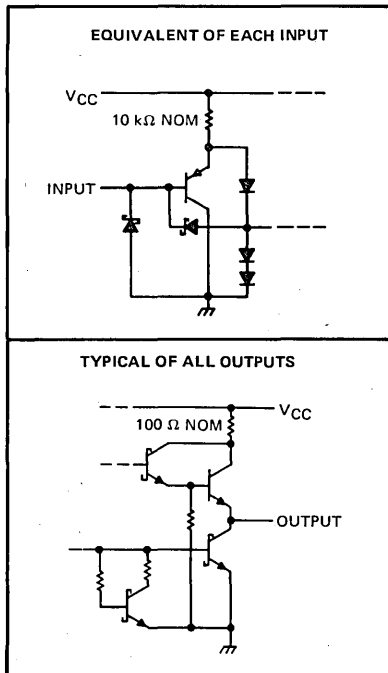 EQUIVALENT OF EACH INPUT
VCC
10 kΩ NOM
INPUT
TYPICAL OF ALL OUTPUTS
VCC
100 Ω NOM
OUTPUT